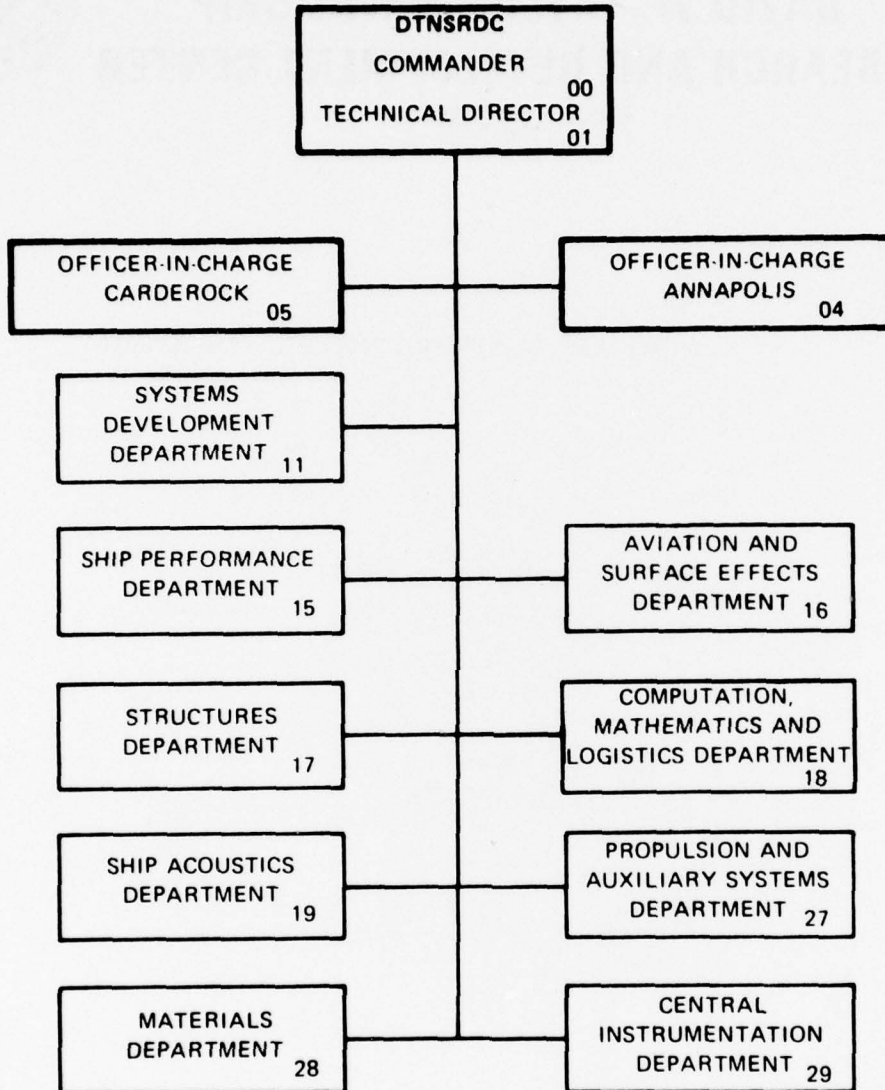 DTNSRDC
COMMANDER
00
TECHNICAL DIRECTOR
01
OFFICER-IN-CHARGE
CARDEROCK
05
OFFICER-IN-CHARGE
ANNAPOLIS
04
SYSTEMS
DEVELOPMENT
DEPARTMENT 11
SHIP PERFORMANCE
DEPARTMENT
15
AVIATION AND
SURFACE EFFECTS
DEPARTMENT 16
STRUCTURES
DEPARTMENT
17
COMPUTATION,
MATHEMATICS AND
LOGISTICS DEPARTMENT
18
SHIP ACOUSTICS
DEPARTMENT
19
PROPULSION AND
AUXILIARY SYSTEMS
DEPARTMENT 27
MATERIALS
DEPARTMENT
28
CENTRAL
INSTRUMENTATION
DEPARTMENT 29